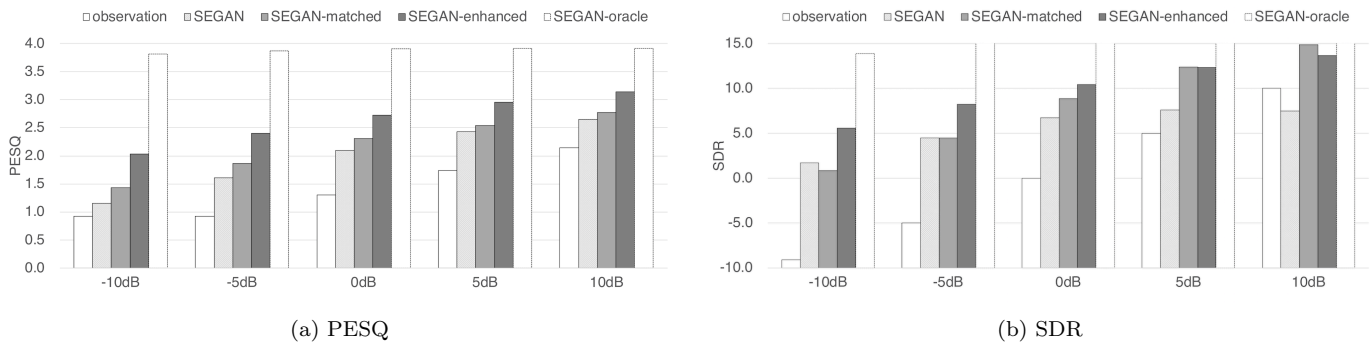 observation SEGAN SEGAN-matched SEGAN-enhanced SEGAN-oracle
4.0
3.5
3.0
2.5
2.0
1.5
1.0
0.5
0.0
PESQ
-10dB -5dB 0dB 5dB 10dB
(a) PESQ
observation SEGAN SEGAN-matched SEGAN-enhanced SEGAN-oracle
15.0
10.0
5.0
0.0
-5.0
-10.0
SDR
-10dB -5dB 0dB 5dB 10dB
(b) SDR